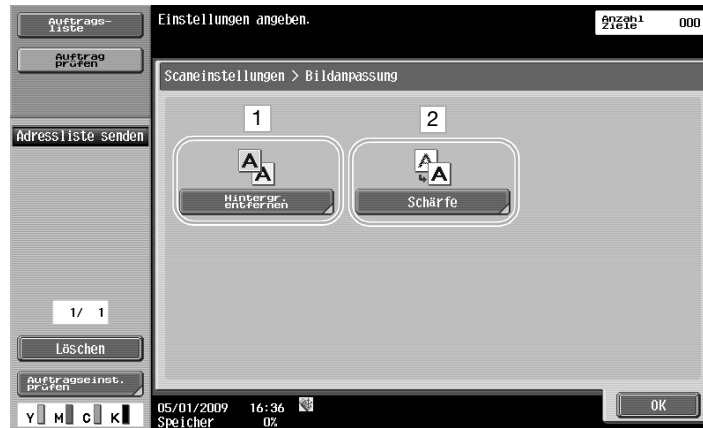 Auftrags-
liste
Auftrag
prüfen
Adressliste senden
1/ 1
Löschen
Auftragseinst.
prüfen
Y M C K
Einstellungen angeben.
Anzahl
Ziele 000
Scaneinstellungen > Bildanpassung
1 2
Hintergr.
entfernen
Schärfe
05/01/2009 16:36
Speicher 0%
OK